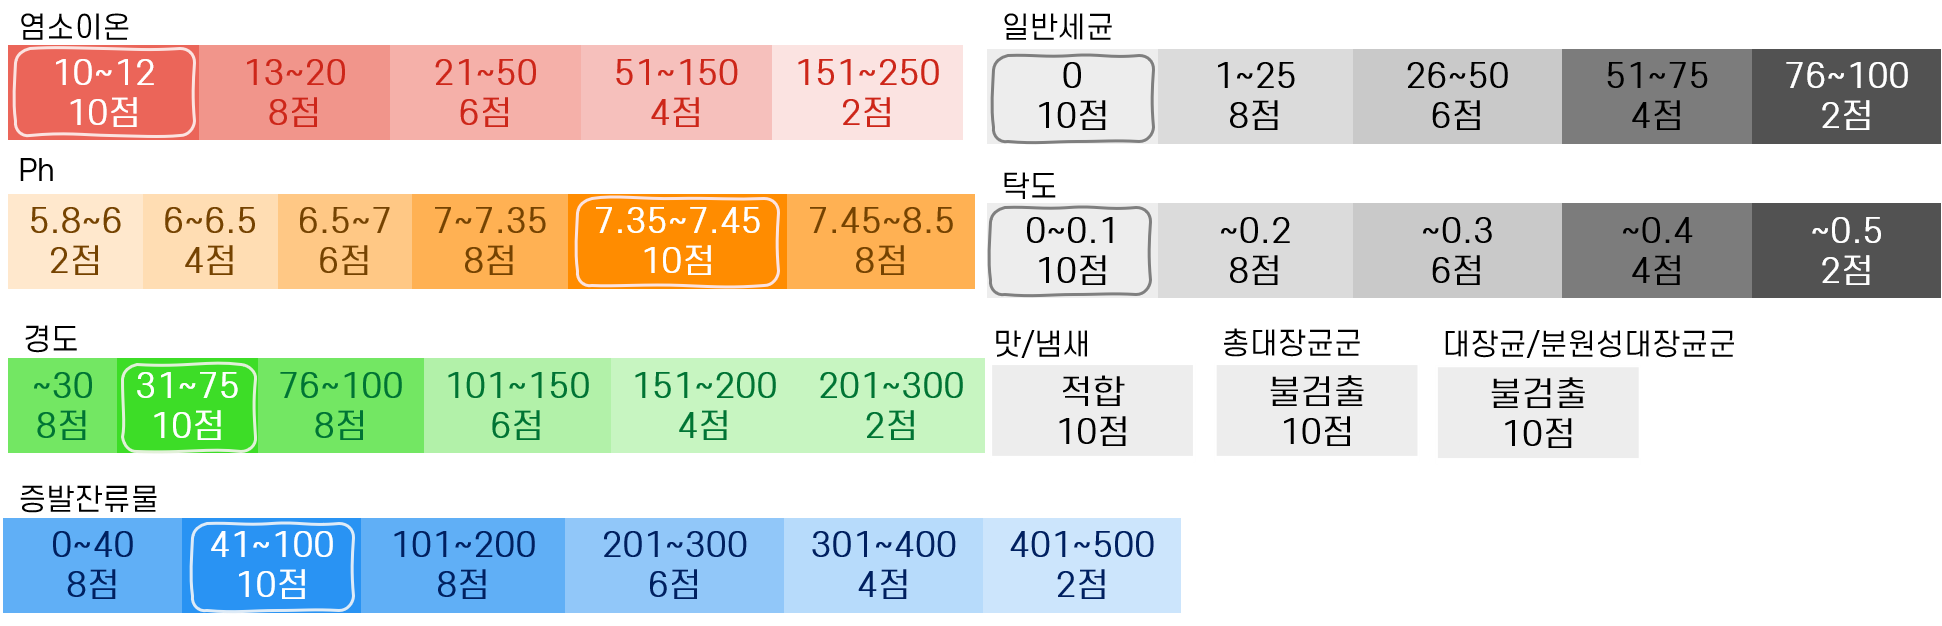 염소이온
10~12 13~20 21~50 51~150 151~250
10점 8점 6점 4점 2점
Ph
5.8~6 6~6.5 6.5~7 7~7.35 7.35~7.45 7.45~8.5
2점 4점 6점 8점 10점 8점
경도
~30 31~75 76~100 101~150 151~200 201~300
8점 10점 8점 6점 4점 2점
증발잔류물
0~40 41~100 101~200 201~300 301~400 401~500
8점 10점 8점 6점 4점 2점
일반세균
0 1~25 26~50 51~75 76~100
10점 8점 6점 4점 2점
탁도
0~0.1 ~0.2 ~0.3 ~0.4 ~0.5
10점 8점 6점 4점 2점
맛/냄새 총대장균군 대장균/분원성대장균군
적합 불검출 불검출
10점 10점 10점